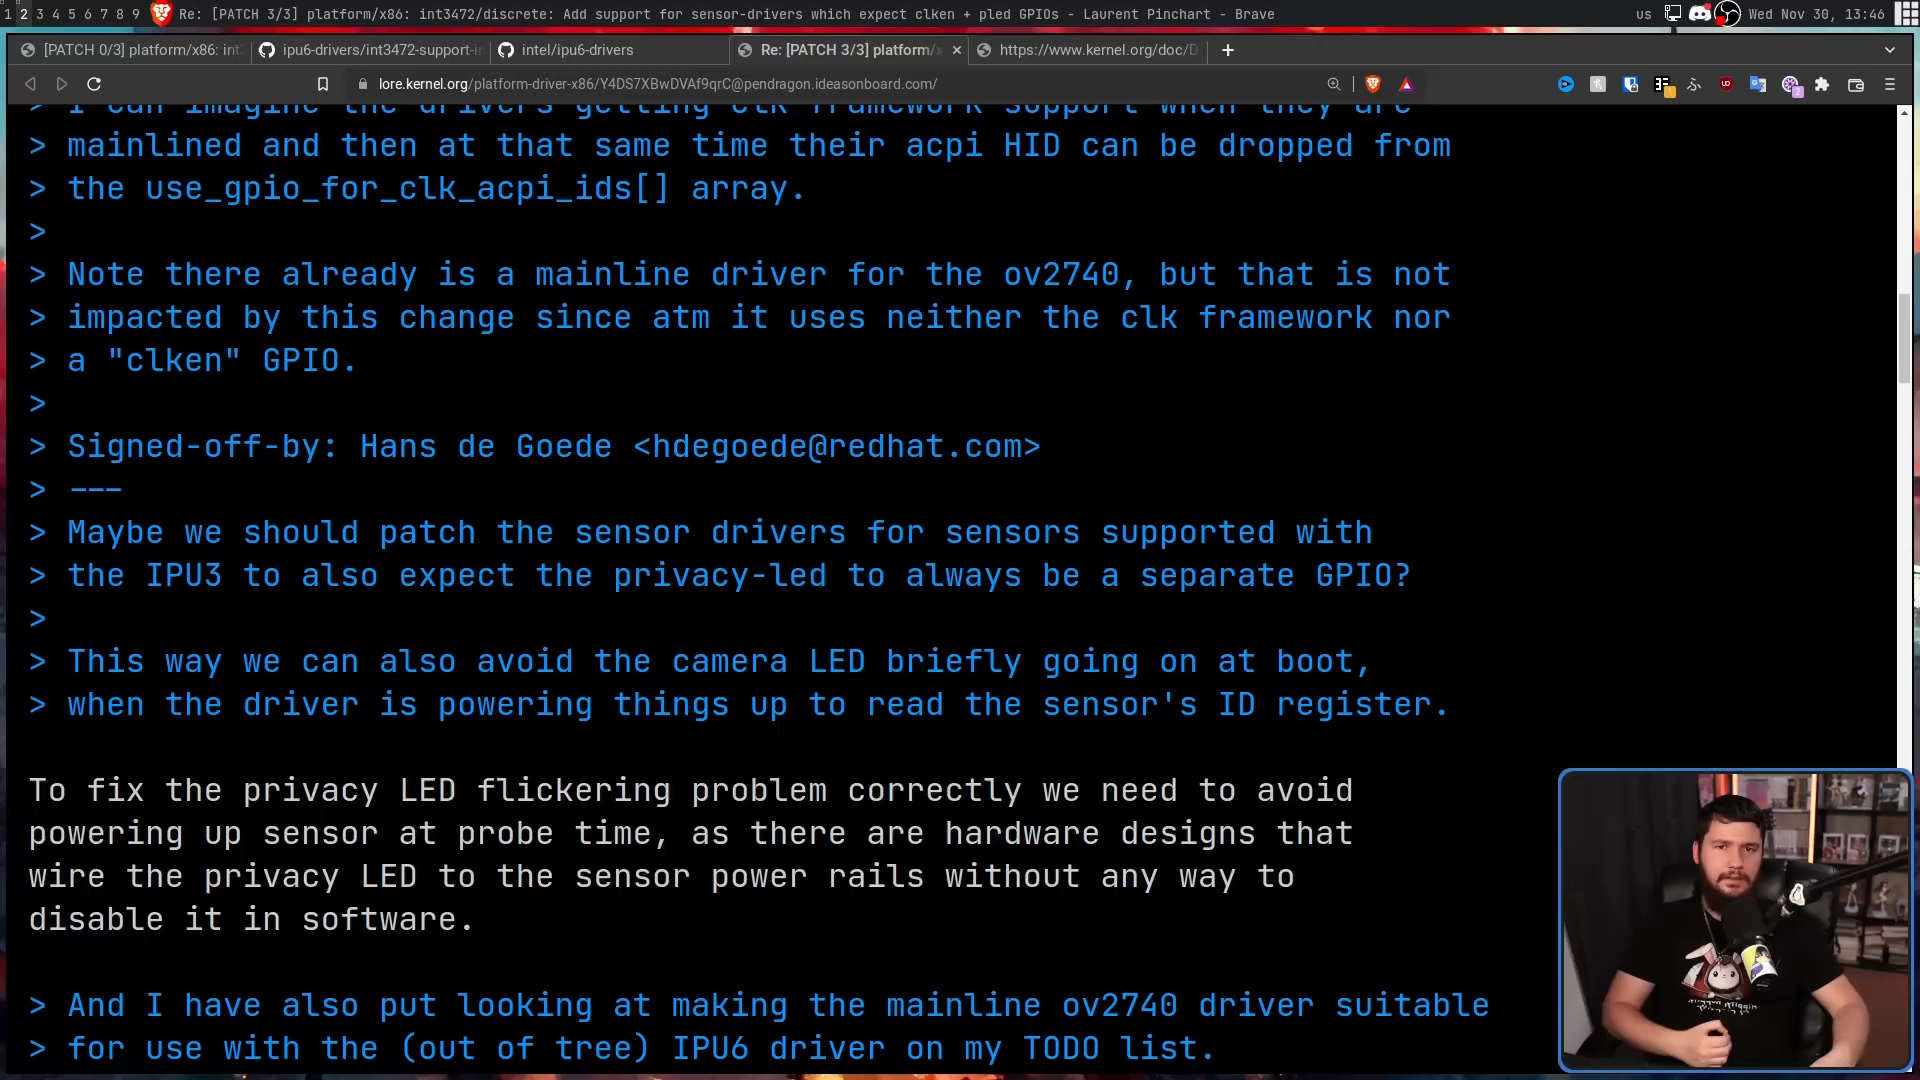 1 2 3 4 5 6 7 8 9 Re: [PATCH 3/3] platform/x86: int3472/discrete: Add support for sensor-drivers which expect clken + pled GPIOs - Laurent Pinchart - Brave us Wed Nov 30, 13:46
[PATCH 0/3] platform/x86: int ipu6-drivers/int3472-support-in intel/ipu6-drivers Re: [PATCH 3/3] platform/x https://www.kernel.org/doc/D
lore.kernel.org/platform-driver-x86/Y4DS7XBwDVAf9qrC@pendragon.ideasonboard.com/
> I can imagine the drivers getting clk framework support when they are
> mainlined and then at that same time their acpi HID can be dropped from
> the use_gpio_for_clk_acpi_ids[] array.
>
> Note there already is a mainline driver for the ov2740, but that is not
> impacted by this change since atm it uses neither the clk framework nor
> a "clken" GPIO.
>
> Signed-off-by: Hans de Goede <hdegoede@redhat.com>
> ---
> Maybe we should patch the sensor drivers for sensors supported with
> the IPU3 to also expect the privacy-led to always be a separate GPIO?
>
> This way we can also avoid the camera LED briefly going on at boot,
> when the driver is powering things up to read the sensor's ID register.
To fix the privacy LED flickering problem correctly we need to avoid
powering up sensor at probe time, as there are hardware designs that
wire the privacy LED to the sensor power rails without any way to
disable it in software.
> And I have also put looking at making the mainline ov2740 driver suitable
> for use with the (out of tree) IPU6 driver on my TODO list.